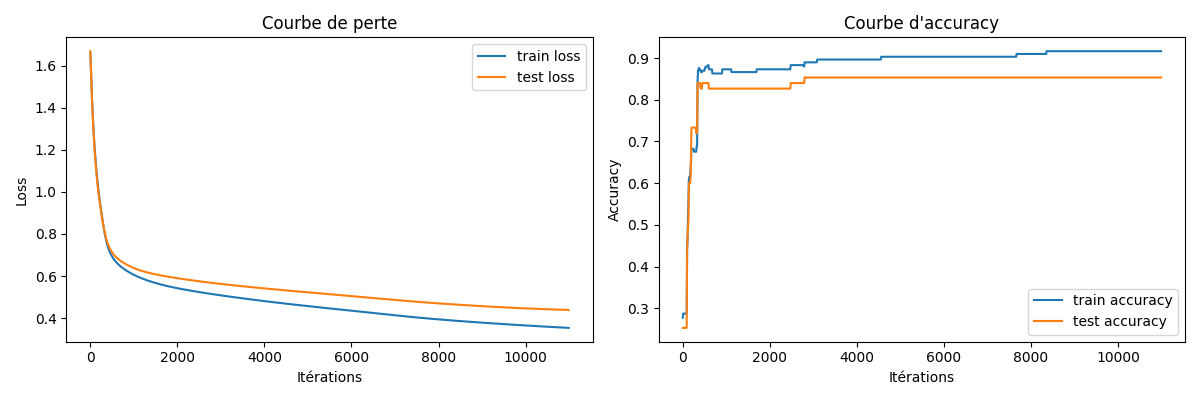 Courbe de perte
train loss
test loss
1.6
1.4
1.2
1.0
0.8
0.6
0.4
Loss
0
2000
4000
6000
8000
10000
Itérations
Courbe d'accuracy
0.9
0.8
0.7
0.6
0.5
0.4
0.3
Accuracy
train accuracy
test accuracy
0
2000
4000
6000
8000
10000
Itérations